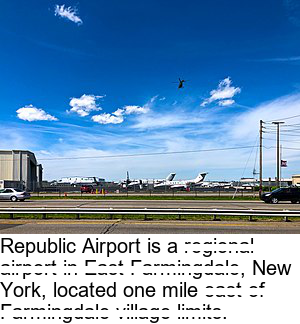 Republic Airport is a regional
airport in East Farmingdale, New
York, located one mile east of
Farmingdale village limits.